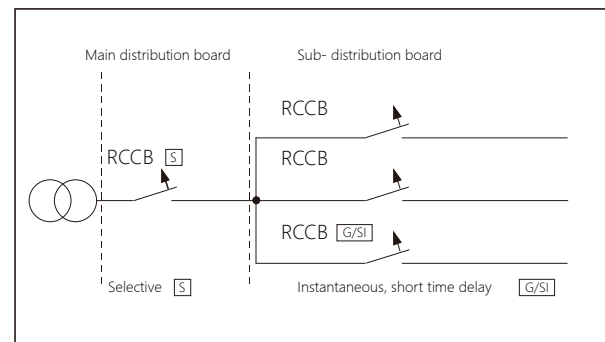 Main distribution board Sub- distribution board
RCCB
RCCB S
RCCB
RCCB G/SI
Selective S
Instantaneous, short time delay G/SI